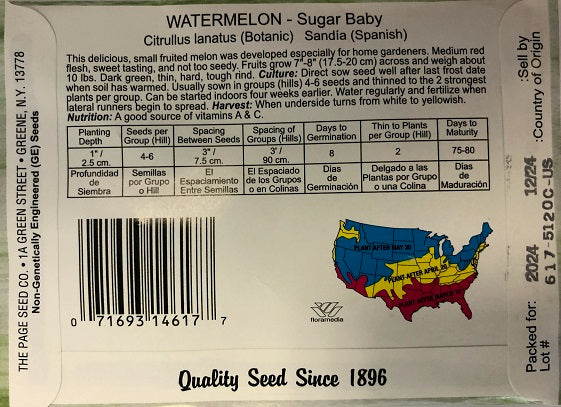 WATERMELON - Sugar Baby
Citrullus lanatus (Botanic) Sandía (Spanish)
This delicious, small fruited melon was developed especially for home gardeners. Medium red
flesh, sweet tasting, and not too seedy. Fruits grow 7"-8" (17.5-20 cm) across and weigh about
10 lbs. Dark green, thin, hard, tough rind. Culture: Direct sow seed well after last frost date
when soil has warmed. Usually sown in groups (hills) 4-6 seeds and thinned to the 2 strongest
plants per group. Can be started indoors four weeks earlier. Water regularly and fertilize when
lateral runners begin to spread. Harvest: When underside turns from white to yellowish.
Nutrition: A good source of vitamins A & C.
Planting Depth Seeds per Group (Hill) Spacing Between Seeds Spacing of Groups (Hills) Days to Germination Thin to Plants per Group (Hill) Days to Maturity
1"/ 2.5 cm. 4-6 3"/ 7.5 cm. 3'/ 90 cm. 8 2 75-80
Profundidad de Siembra Semillas por Grupo o Hill El Espaciamiento Entre Semillas El Espaciado de los Grupos o en Colinas Dias de Germinación Delgado a las Plantas por Grupo o una Colina Dias de Maduración
0 71693 14617 7
floramedia
PLANT AFTER MAY 30
PLANT AFTER APRIL 20
PLANT AFTER MARCH
Quality Seed Since 1896
THE PAGE SEED CO. • 1A GREEN STREET • GREENE, N.Y. 13778
Non-Genetically Engineered (GE) Seeds
Packed for: 2024 12/24 :Sell by
Lot # 617-5120C-US :Country of Origin